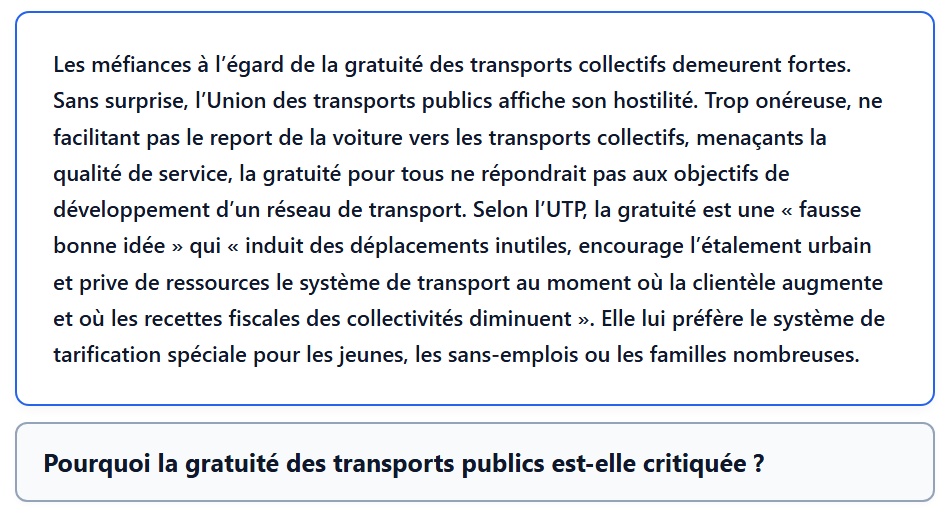 Les méfiances à l’égard de la gratuité des transports collectifs demeurent fortes.
Sans surprise, l’Union des transports publics affiche son hostilité. Trop onéreuse, ne
facilitant pas le report de la voiture vers les transports collectifs, menaçants la
qualité de service, la gratuité pour tous ne répondrait pas aux objectifs de
développement d’un réseau de transport. Selon l’UTP, la gratuité est une « fausse
bonne idée » qui « induit des déplacements inutiles, encourage l’étalement urbain
et prive de ressources le système de transport au moment où la clientèle augmente
et où les recettes fiscales des collectivités diminuent ». Elle lui préfère le système de
tarification spéciale pour les jeunes, les sans-emplois ou les familles nombreuses.
Pourquoi la gratuité des transports publics est-elle critiquée ?